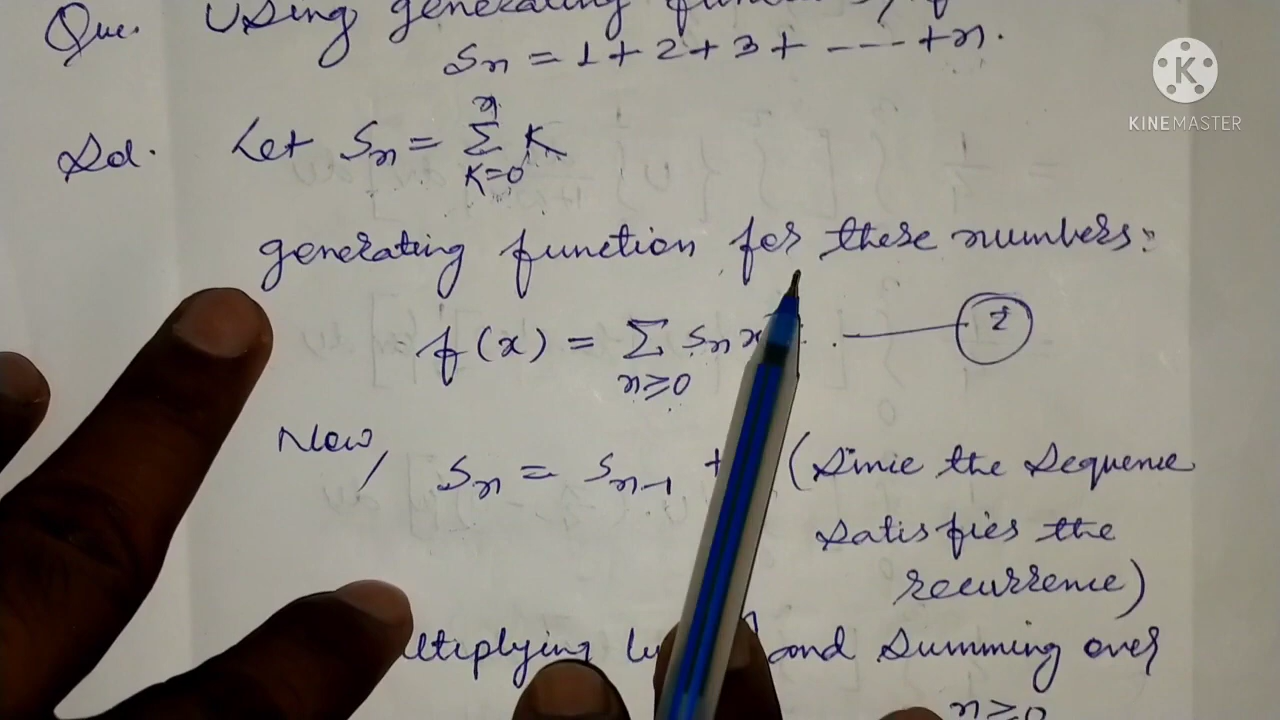 Que. Using generating
Sn = 1 + 2 + 3 + ---- + n.
K
KINEMASTER
Sol. Let Sn = Σ K
n
K=0
generating function for these numbers:
f(x) = Σ Sn x
n≥0
Now, Sn = Sn-1 + (Since the sequence
satisfies the
recurrence)
and summing over
n≥0